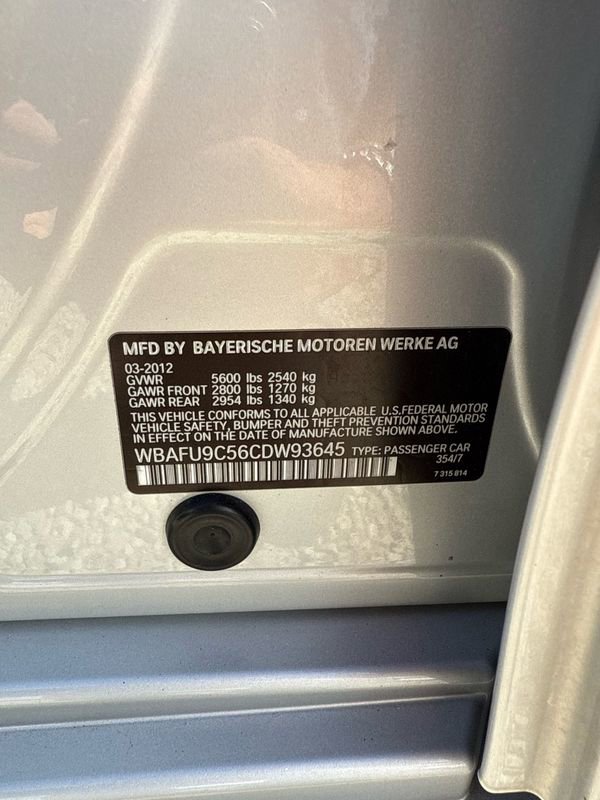 MFD BY BAYERISCHE MOTOREN WERKE AG
03-2012
GVWR 5600 lbs 2540 kg
GAWR FRONT 2800 lbs 1270 kg
GAWR REAR 2954 lbs 1340 kg
THIS VEHICLE CONFORMS TO ALL APPLICABLE U.S.FEDERAL MOTOR
VEHICLE SAFETY, BUMPER AND THEFT PREVENTION STANDARDS
IN EFFECT ON THE DATE OF MANUFACTURE SHOWN ABOVE.
WBAFU9C56CDW93645 TYPE: PASSENGER CAR
354/7
7 315 814